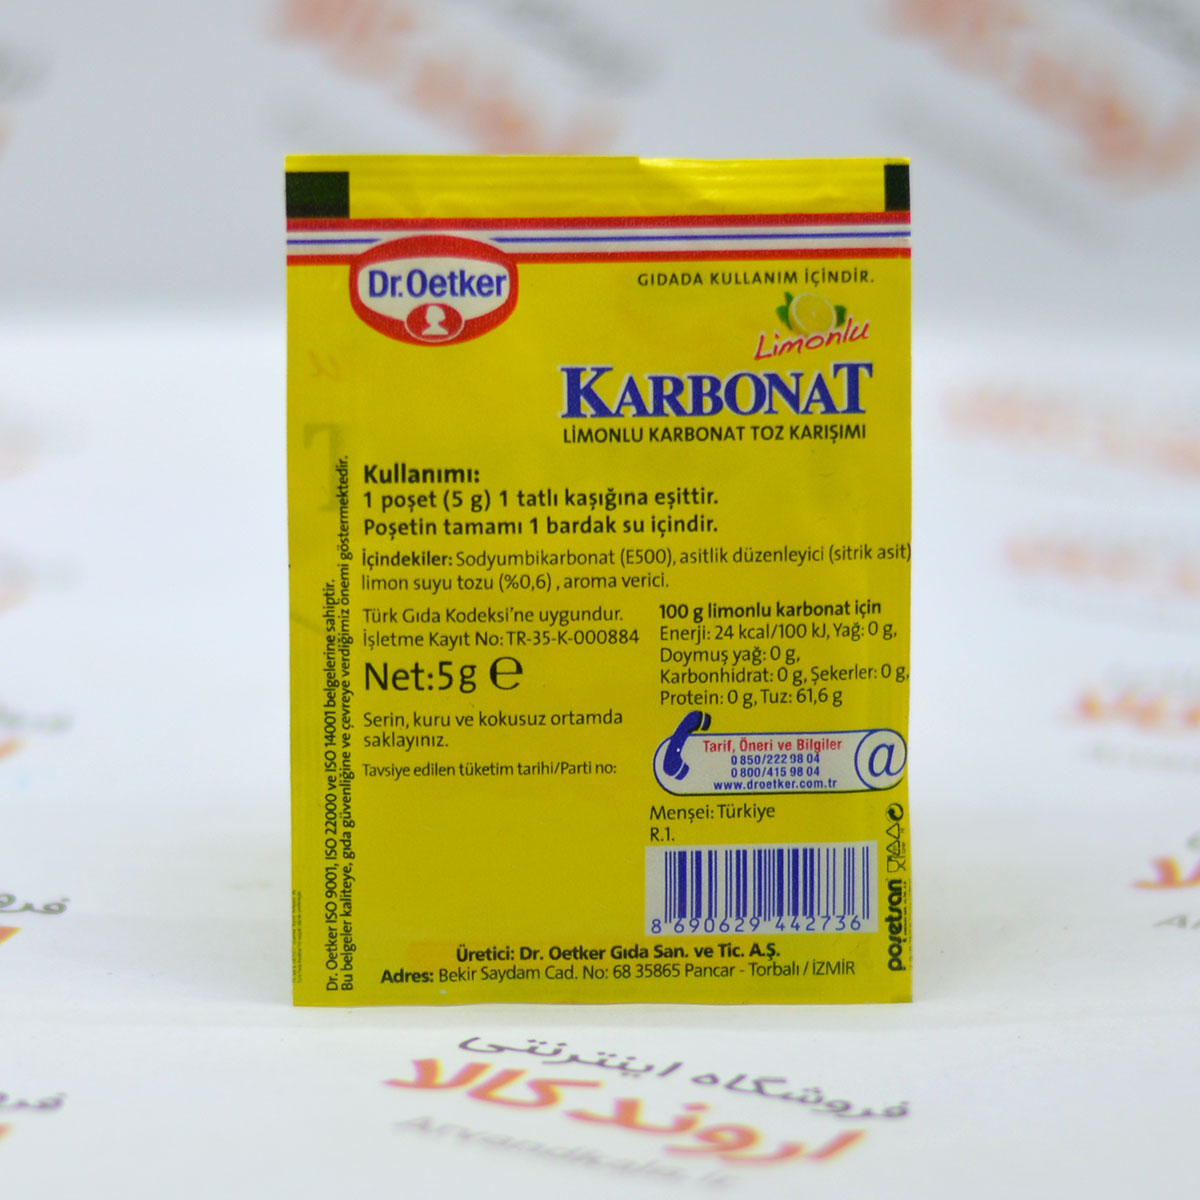 Dr.Oetker
GIDADA KULLANIM İÇİNDİR.
Limonlu
KARBONAT
LİMONLU KARBONAT TOZ KARIŞIMI
Kullanımı:
1 poşet (5 g) 1 tatlı kaşığına eşittir.
Poşetin tamamı 1 bardak su içindir.
İçindekiler: Sodyumbikarbonat (E500), asitlik düzenleyici (sitrik asit)
limon suyu tozu (%0,6) , aroma verici.
Türk Gıda Kodeksi'ne uygundur.
İşletme Kayıt No: TR-35-K-000884
Net:5g ℮
Serin, kuru ve kokusuz ortamda
saklayınız.
Tavsiye edilen tüketim tarihi/Parti no:
100 g limonlu karbonat için
Enerji: 24 kcal/100 kJ, Yağ: 0 g,
Doymuş yağ: 0 g,
Karbonhidrat: 0 g, Şekerler: 0 g,
Protein: 0 g, Tuz: 61,6 g
Tarif, Öneri ve Bilgiler
0 850/222 98 04
0 800/415 98 04
www.droetker.com.tr
@
Menşei: Türkiye
R.1.
8 690629 442736
Üretici: Dr. Oetker Gıda San. ve Tic. A.Ş.
Adres: Bekir Saydam Cad. No: 68 35865 Pancar - Torbalı / İZMİR
Dr. Oetker ISO 9001, ISO 22000 ve ISO 14001 belgelerine sahiptir.
Bu belgeler kaliteye, gıda güvenliğine ve çevreye verdiğimiz önemi göstermektedir.
posetsan
فروشگاه اینترنتی
اروند کالا
Arvandkala.ir